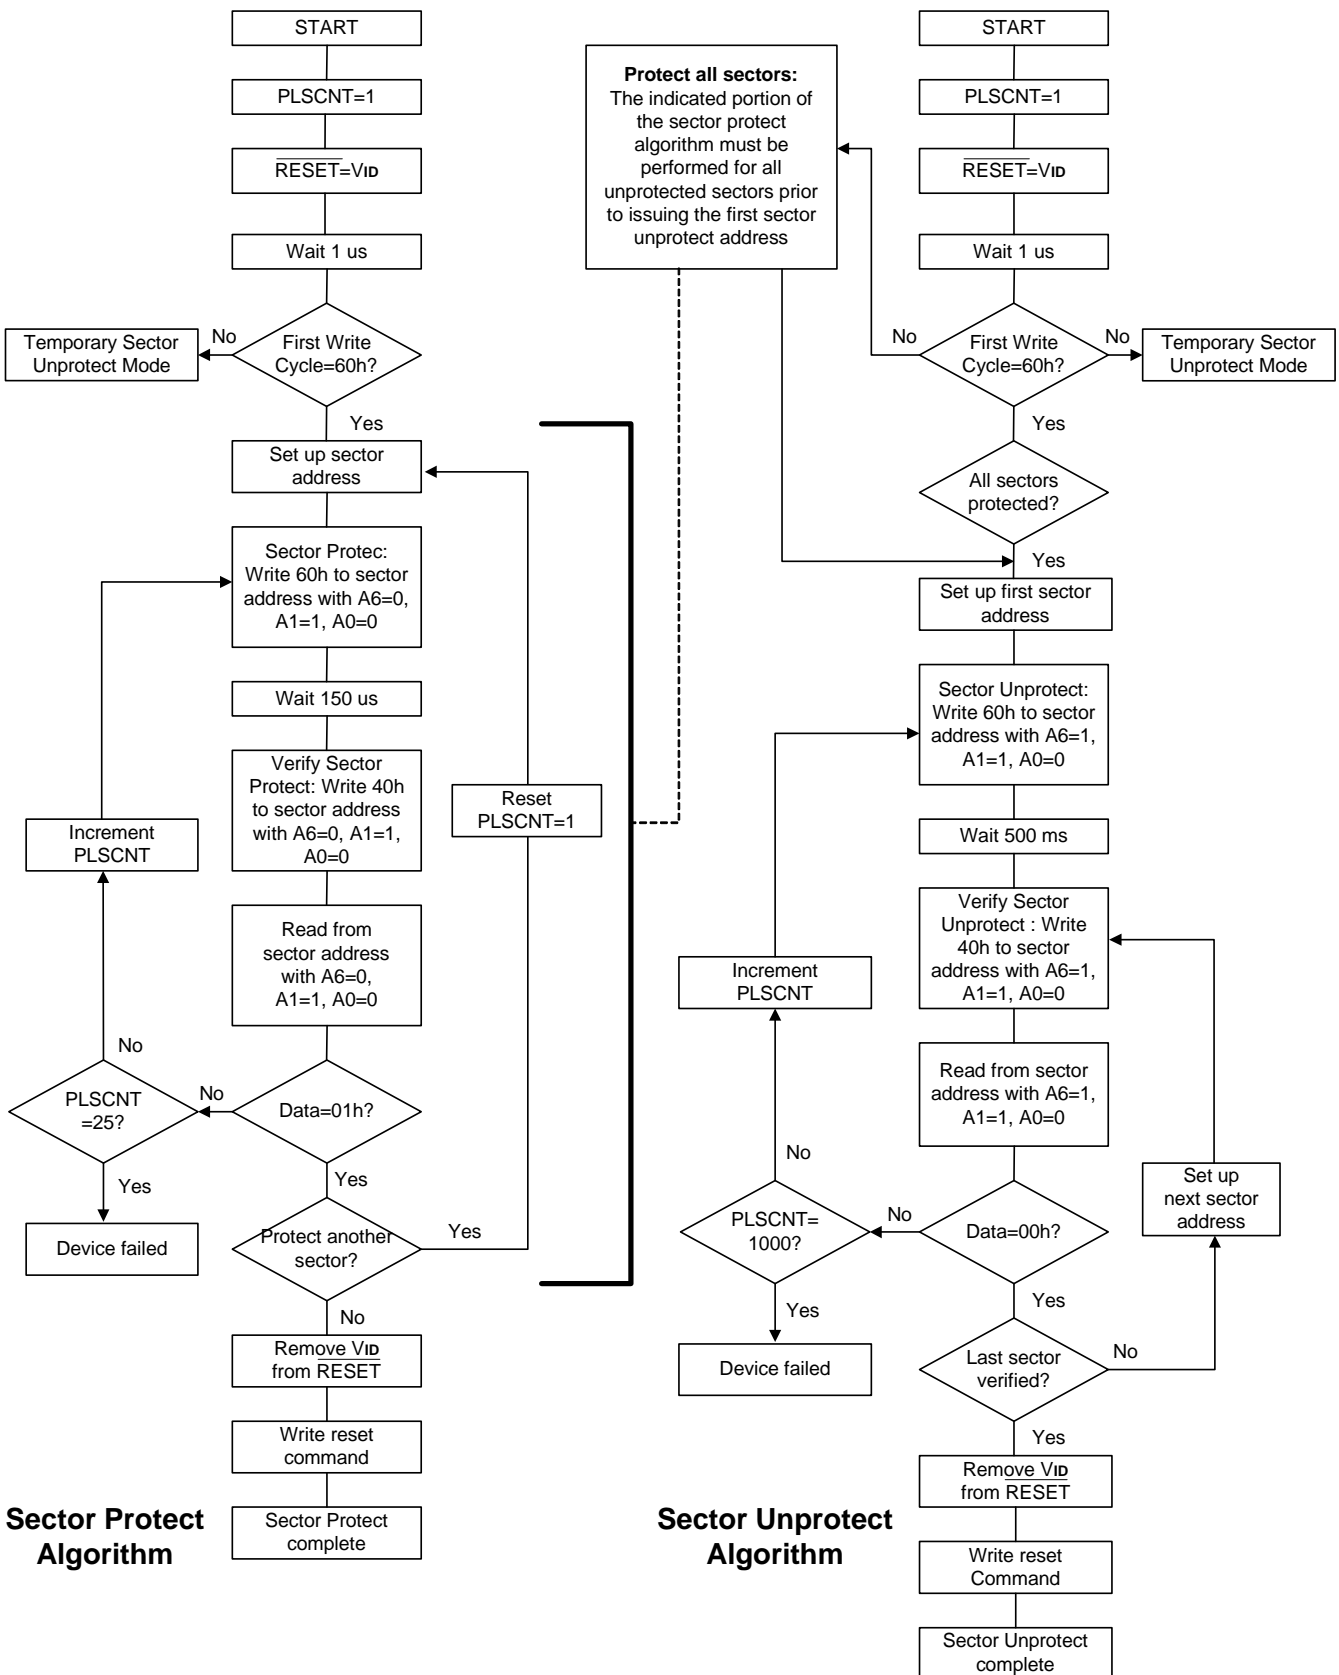 START
PLSCNT=1
RESET=VID
Wait 1 us
First Write
Cycle=60h?
No
Temporary Sector
Unprotect Mode
Yes
Set up sector
address
Sector Protec:
Write 60h to sector
address with A6=0,
A1=1, A0=0
Wait 150 us
Verify Sector
Protect: Write 40h
to sector address
with A6=0, A1=1,
A0=0
Reset
PLSCNT=1
Increment
PLSCNT
Read from
sector address
with A6=0,
A1=1, A0=0
No
PLSCNT
=25?
No
Data=01h?
Yes
Yes
Device failed
Protect another
sector?
Yes
No
Remove VID
from RESET
Write reset
command
Sector Protect
complete
Sector Protect
Algorithm
Protect all sectors:
The indicated portion of
the sector protect
algorithm must be
performed for all
unprotected sectors prior
to issuing the first sector
unprotect address
START
PLSCNT=1
RESET=VID
Wait 1 us
No
First Write
Cycle=60h?
No
Temporary Sector
Unprotect Mode
Yes
All sectors
protected?
Yes
Set up first sector
address
Sector Unprotect:
Write 60h to sector
address with A6=1,
A1=1, A0=0
Wait 500 ms
Verify Sector
Unprotect : Write
40h to sector
address with A6=1,
A1=1, A0=0
Increment
PLSCNT
Read from sector
address with A6=1,
A1=1, A0=0
No
Set up
next sector
address
PLSCNT=
1000?
No
Data=00h?
Yes
Yes
Device failed
Last sector
verified?
No
Yes
Remove VID
from RESET
Write reset
Command
Sector Unprotect
complete
Sector Unprotect
Algorithm